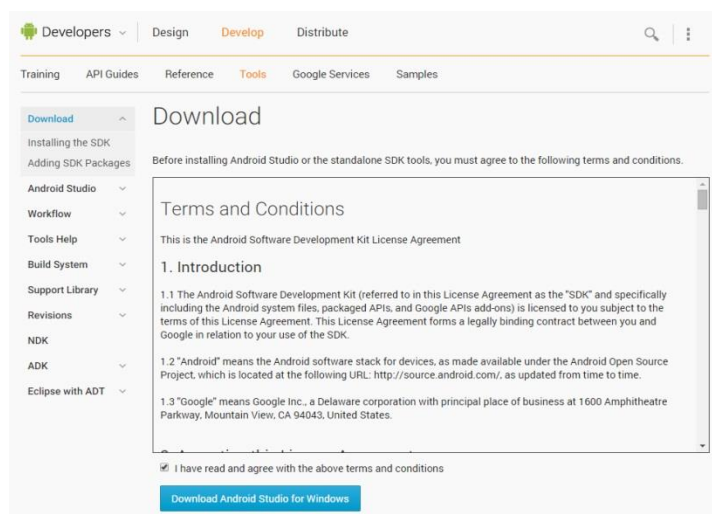 Developers
Design Develop Distribute
Training API Guides Reference Tools Google Services Samples
Download
Installing the SDK
Adding SDK Packages
Android Studio
Workflow
Tools Help
Build System
Support Library
Revisions
NDK
ADK
Eclipse with ADT
Download
Before installing Android Studio or the standalone SDK tools, you must agree to the following terms and conditions.
Terms and Conditions
This is the Android Software Development Kit License Agreement
1. Introduction
1.1 The Android Software Development Kit (referred to in this License Agreement as the "SDK" and specifically
including the Android system files, packaged APIs, and Google APIs add-ons) is licensed to you subject to the
terms of this License Agreement. This License Agreement forms a legally binding contract between you and
Google in relation to your use of the SDK.
1.2 "Android" means the Android software stack for devices, as made available under the Android Open Source
Project, which is located at the following URL: http://source.android.com/, as updated from time to time.
1.3 "Google" means Google Inc., a Delaware corporation with principal place of business at 1600 Amphitheatre
Parkway, Mountain View, CA 94043, United States.
I have read and agree with the above terms and conditions
Download Android Studio for Windows